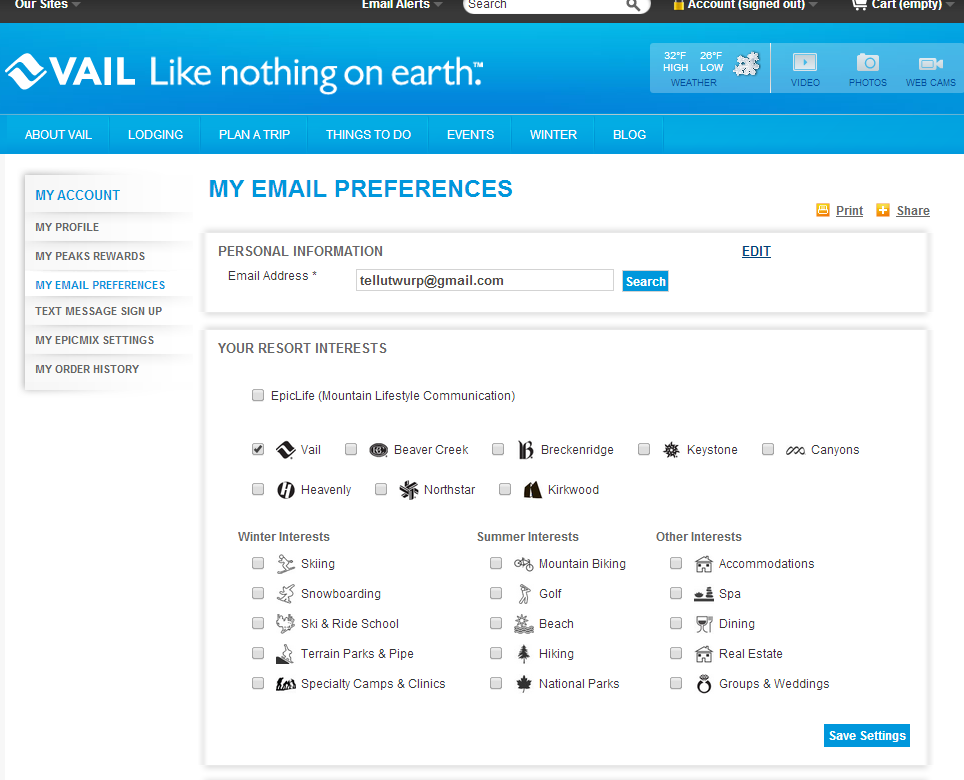 Our Sites Email Alerts Search Account (signed out) Cart (empty)
VAIL Like nothing on earth.™
32°F 26°F
HIGH LOW
WEATHER VIDEO PHOTOS WEB CAMS
ABOUT VAIL LODGING PLAN A TRIP THINGS TO DO EVENTS WINTER BLOG
MY ACCOUNT
MY PROFILE
MY PEAKS REWARDS
MY EMAIL PREFERENCES
TEXT MESSAGE SIGN UP
MY EPICMIX SETTINGS
MY ORDER HISTORY
MY EMAIL PREFERENCES
Print Share
PERSONAL INFORMATION EDIT
Email Address * tellutwurp@gmail.com Search
YOUR RESORT INTERESTS
EpicLife (Mountain Lifestyle Communication)
Vail Beaver Creek Breckenridge Keystone Canyons
Heavenly Northstar Kirkwood
Winter Interests Summer Interests Other Interests
Skiing Mountain Biking Accommodations
Snowboarding Golf Spa
Ski & Ride School Beach Dining
Terrain Parks & Pipe Hiking Real Estate
Specialty Camps & Clinics National Parks Groups & Weddings
Save Settings